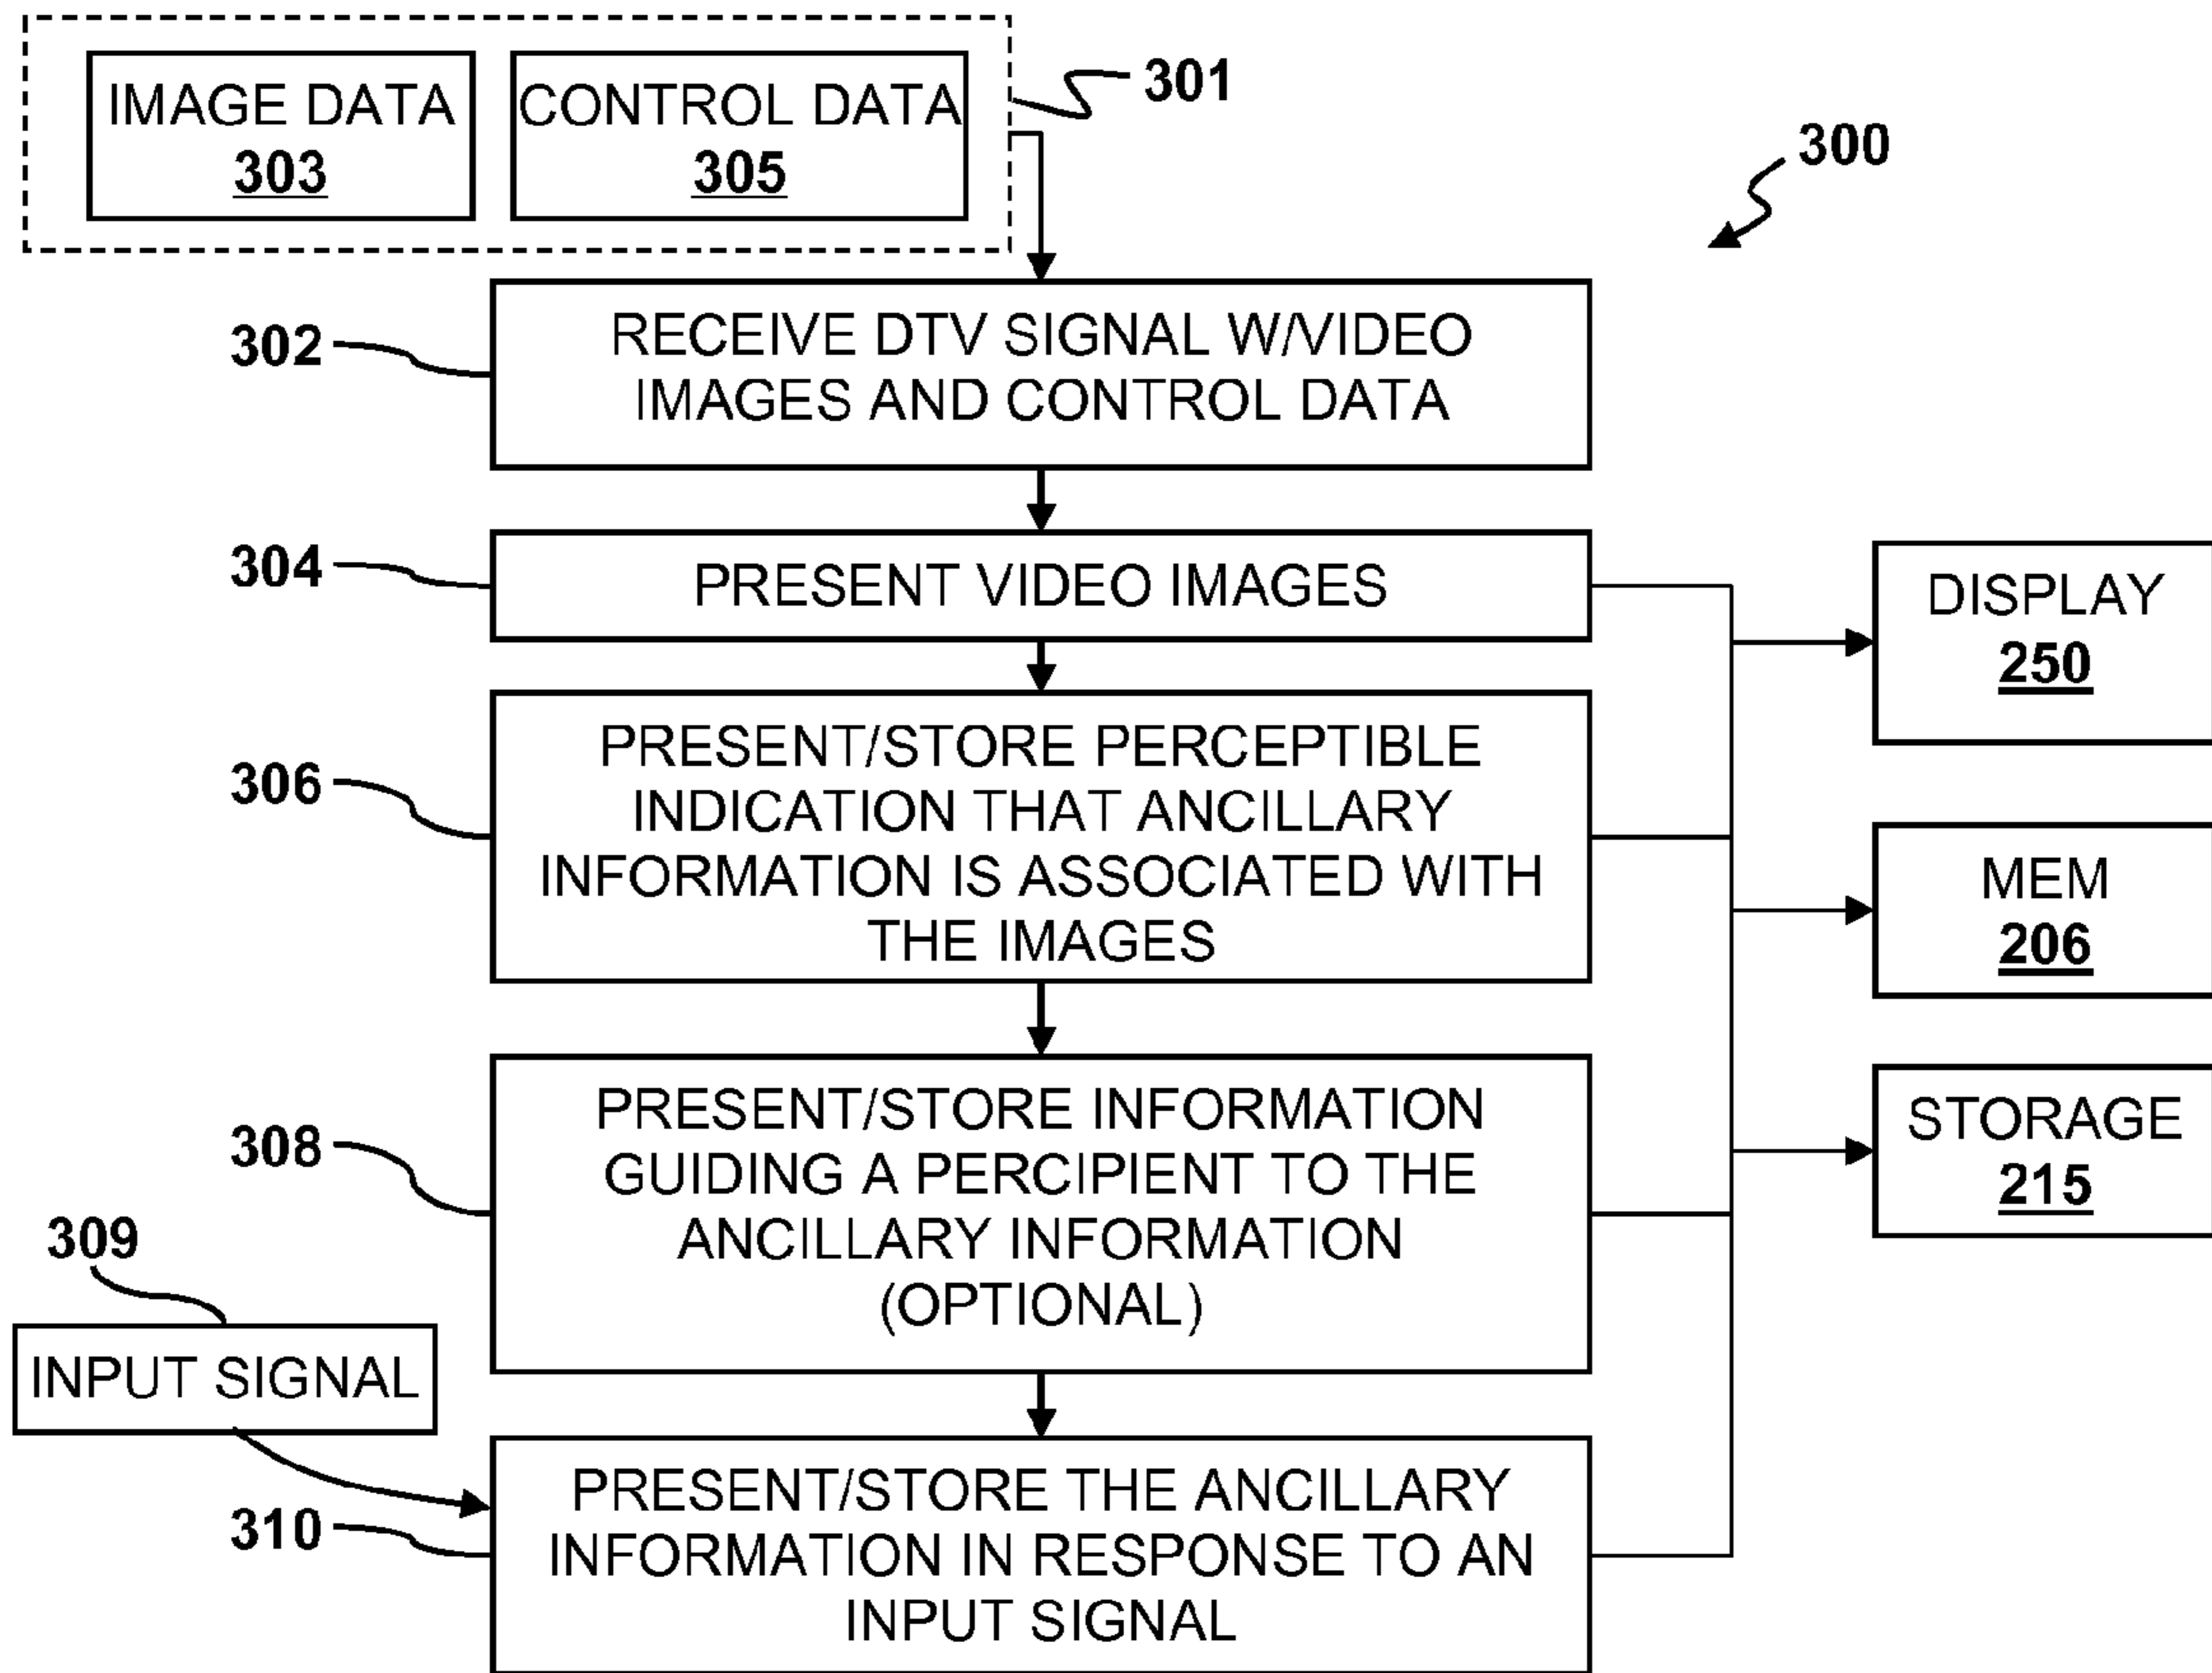 IMAGE DATA
303
CONTROL DATA
305
301
300
302
RECEIVE DTV SIGNAL W/VIDEO
IMAGES AND CONTROL DATA
304
PRESENT VIDEO IMAGES
DISPLAY
250
306
PRESENT/STORE PERCEPTIBLE
INDICATION THAT ANCILLARY
INFORMATION IS ASSOCIATED WITH
THE IMAGES
MEM
206
308
PRESENT/STORE INFORMATION
GUIDING A PERCIPIENT TO THE
ANCILLARY INFORMATION
(OPTIONAL)
STORAGE
215
309
INPUT SIGNAL
310
PRESENT/STORE THE ANCILLARY
INFORMATION IN RESPONSE TO AN
INPUT SIGNAL